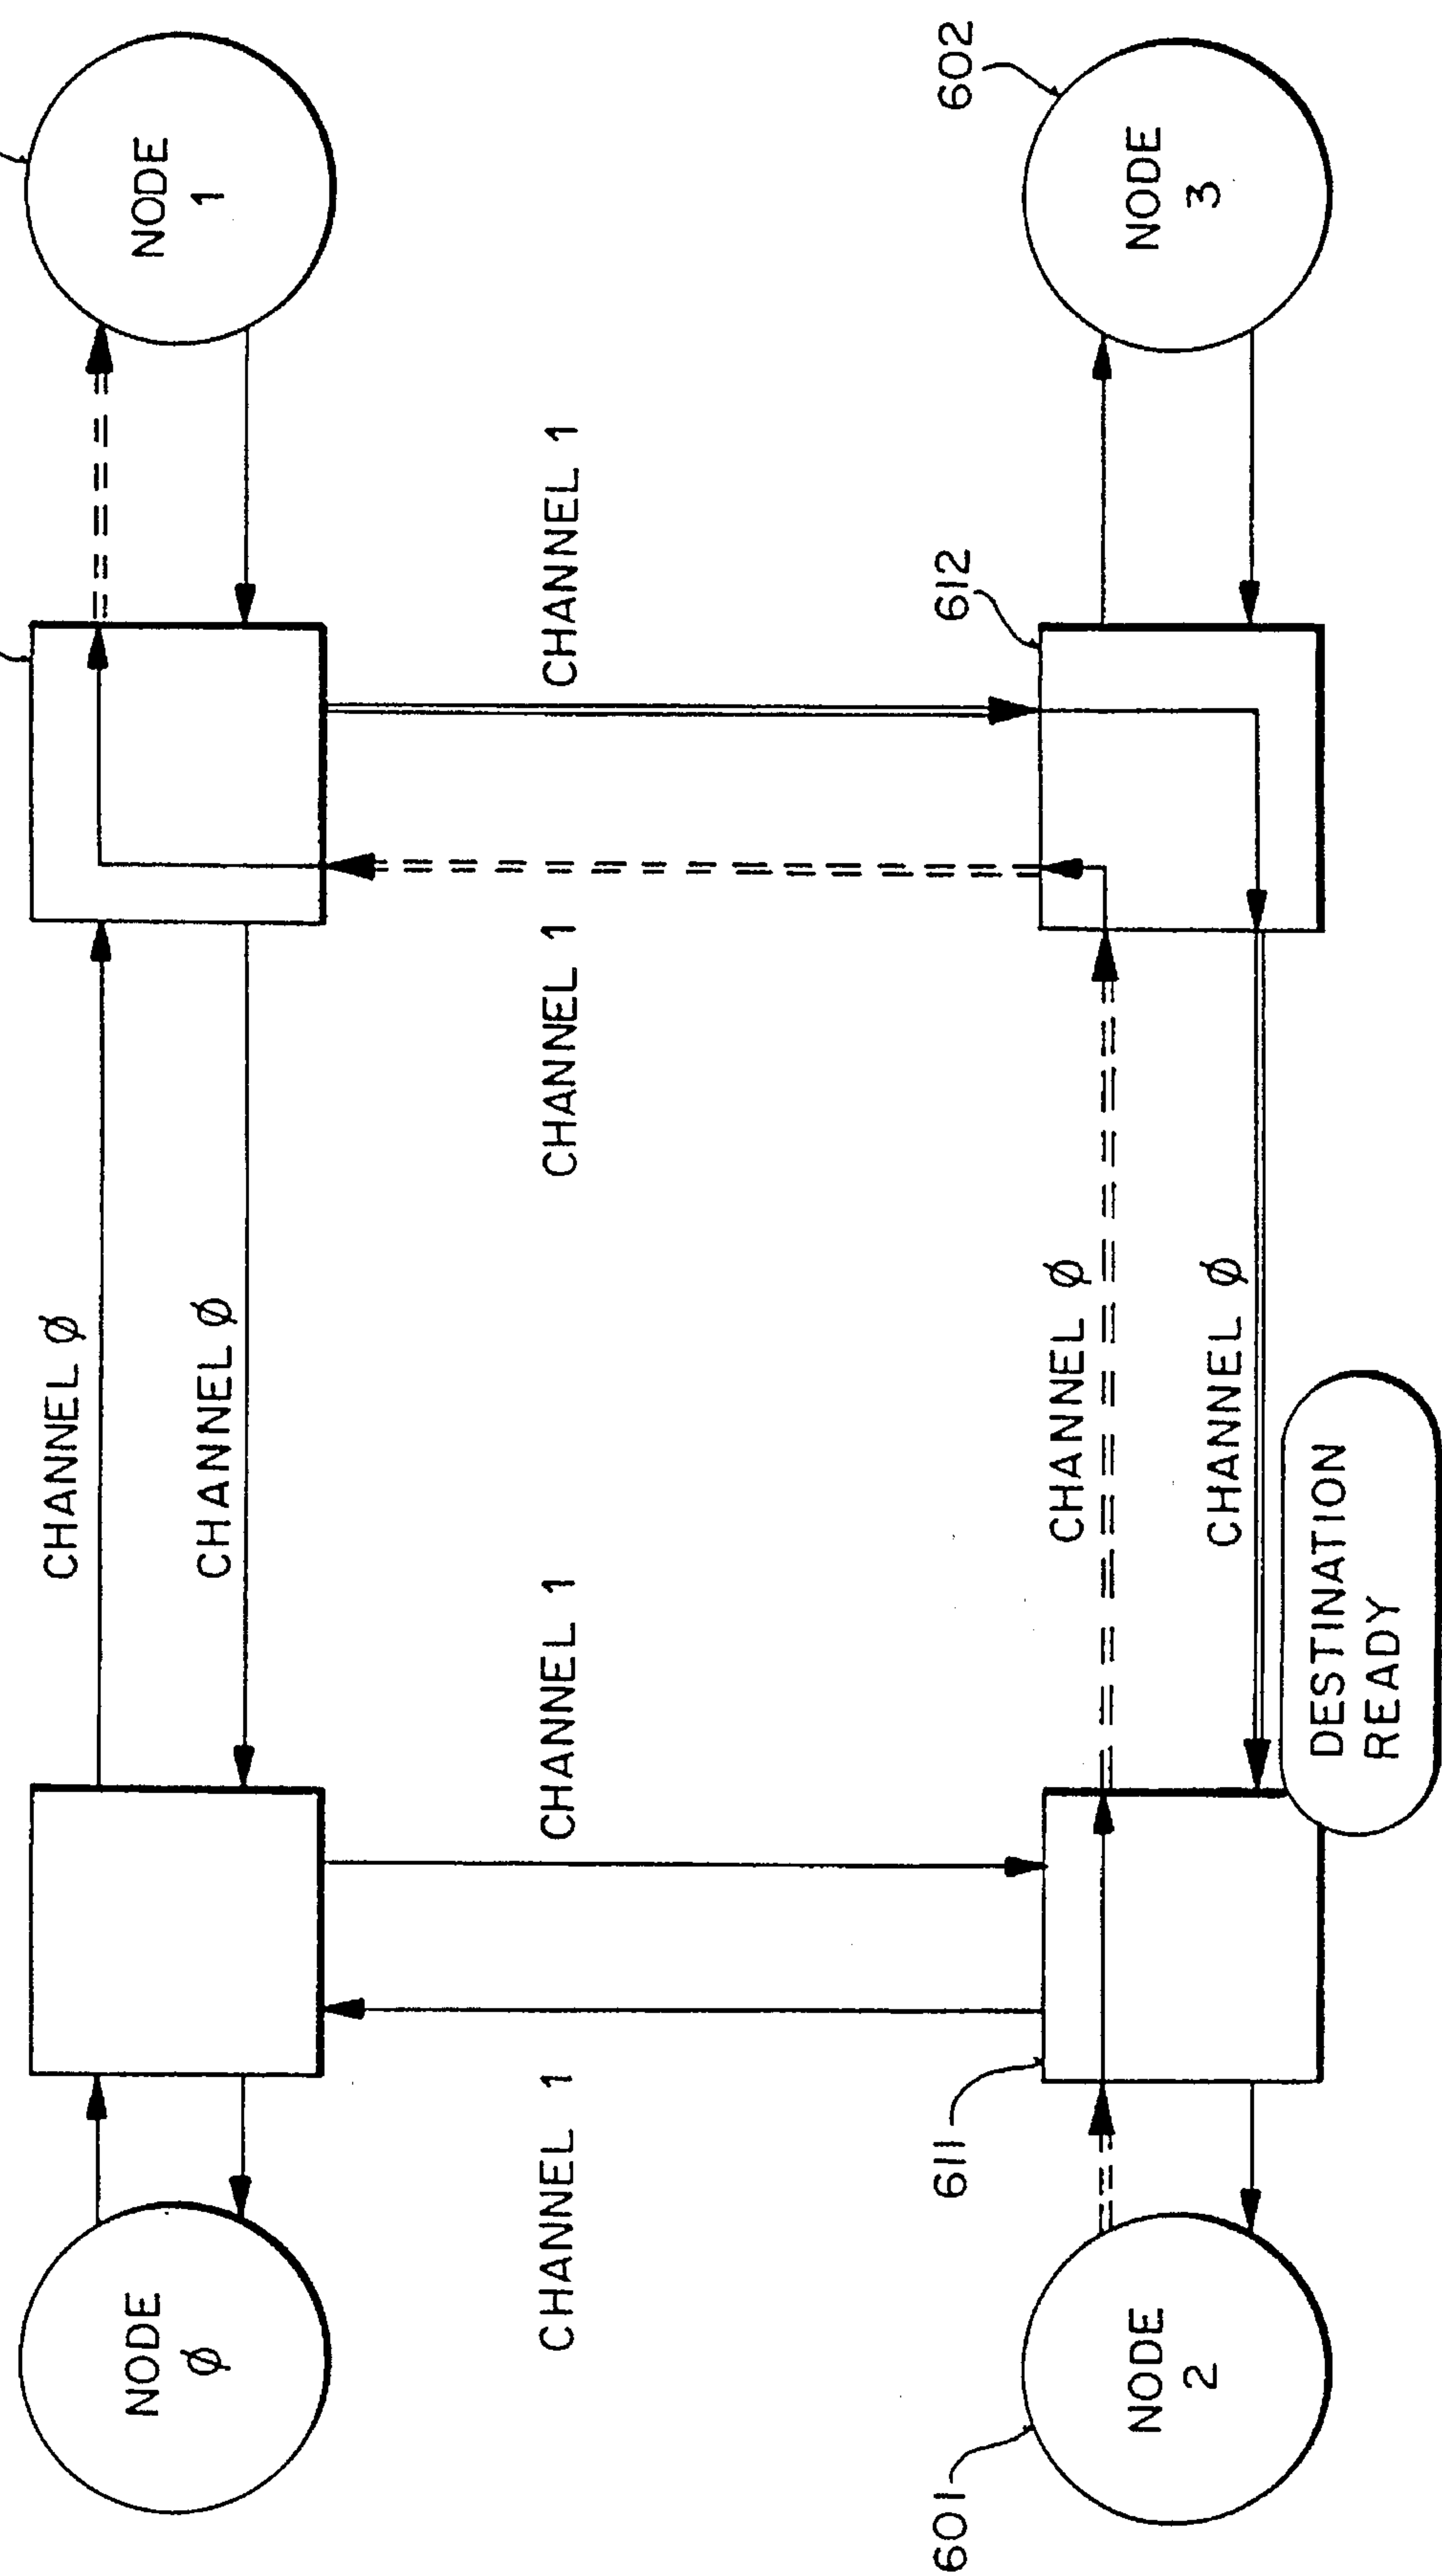 CHANNEL Ø
NODE
Ø
NODE
1
CHANNEL Ø
CHANNEL 1
CHANNEL 1
CHANNEL 1
CHANNEL 1
601
611
612
602
CHANNEL Ø
NODE
2
NODE
3
CHANNEL Ø
DESTINATION
READY